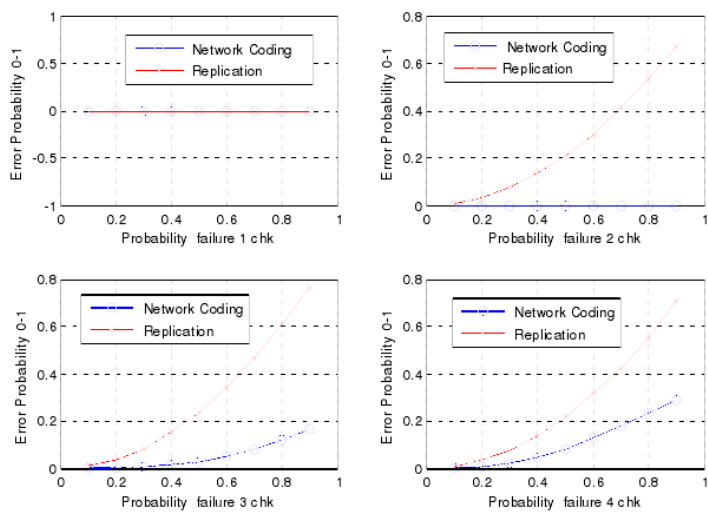 1
0.5
0
-0.5
-1
Error Probability 0-1
Network Coding
Replication
0 0.2 0.4 0.6 0.8 1
Probability failure 1 chk
0.8
0.6
0.4
0.2
0
Error Probability 0-1
Network Coding
Replication
0 0.2 0.4 0.6 0.8 1
Probability failure 2 chk
0.8
0.6
0.4
0.2
0
Error Probability 0-1
Network Coding
Replication
0 0.2 0.4 0.6 0.8 1
Probability failure 3 chk
0.8
0.6
0.4
0.2
0
Error Probability 0-1
Network Coding
Replication
0 0.2 0.4 0.6 0.8 1
Probability failure 4 chk